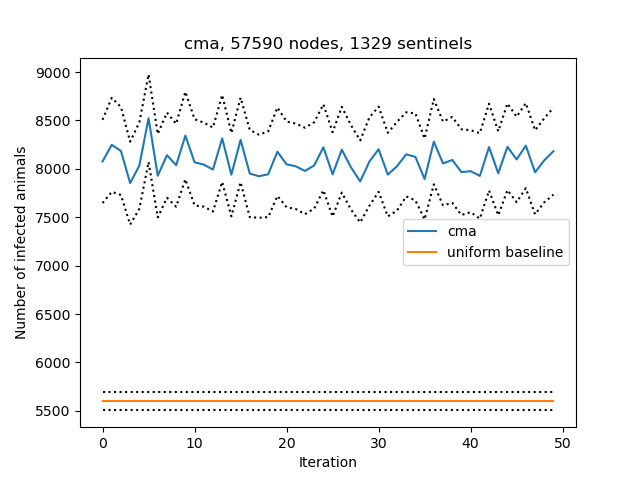 cma, 57590 nodes, 1329 sentinels
Number of infected animals
9000
8500
8000
7500
7000
6500
6000
5500
cma
uniform baseline
0 10 20 30 40 50
Iteration